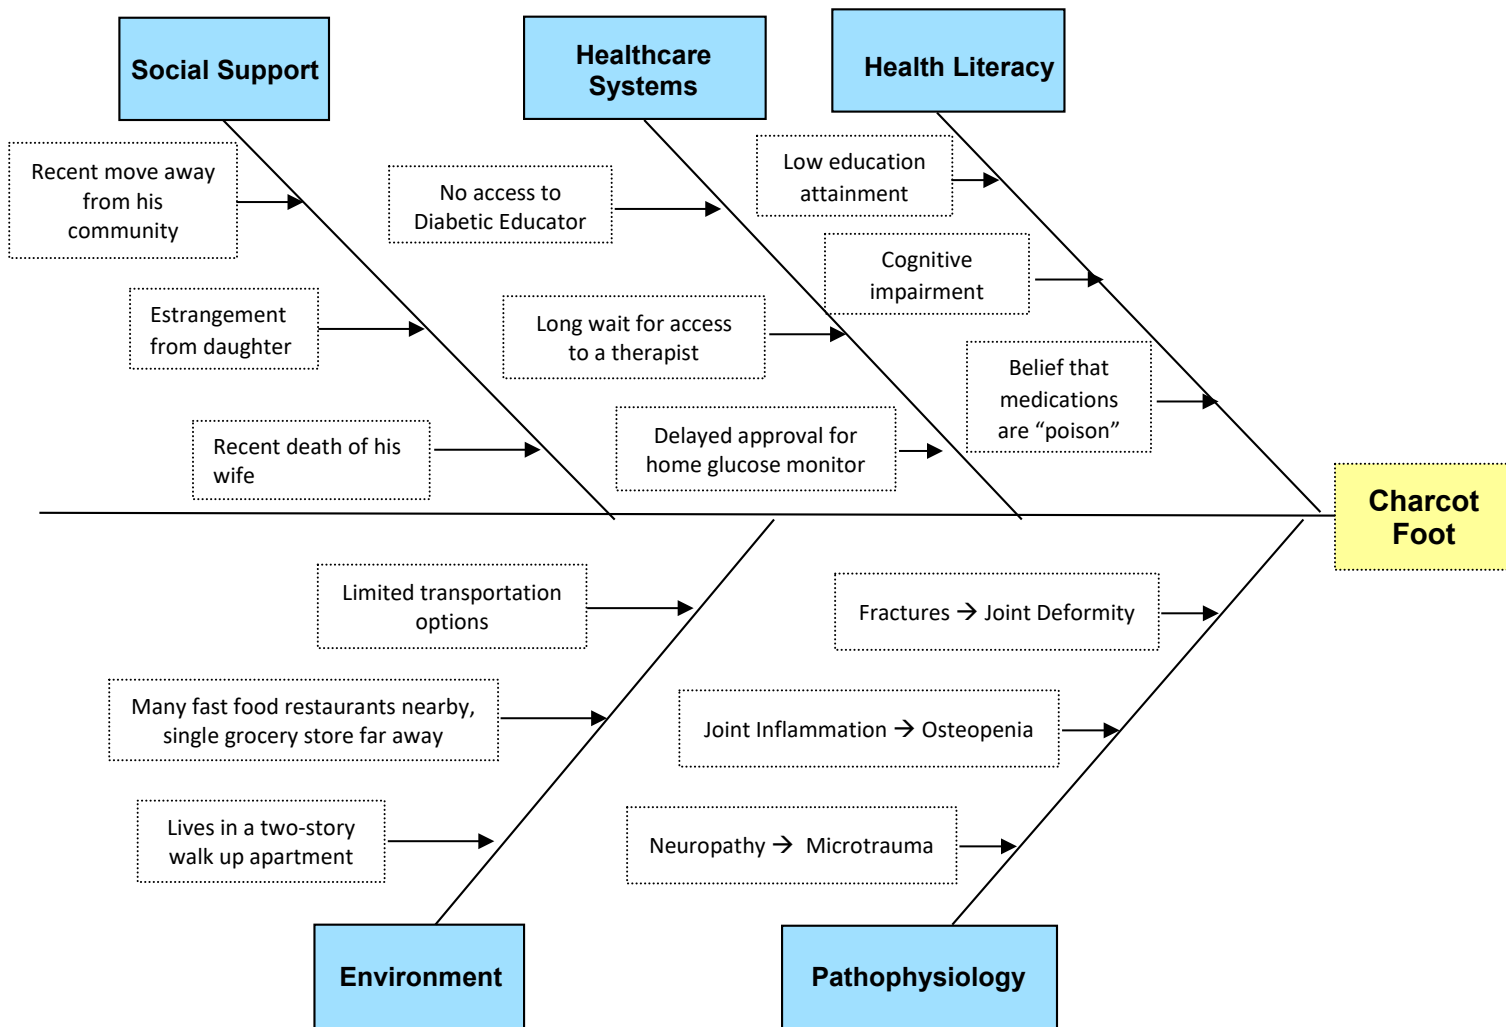 Social Support
Healthcare
Systems
Health Literacy
Recent move away
from his
community
Estrangement
from daughter
Recent death of his
wife
No access to
Diabetic Educator
Long wait for access
to a therapist
Delayed approval for
home glucose monitor
Low education
attainment
Cognitive
impairment
Belief that
medications
are “poison”
Charcot
Foot
Limited transportation
options
Many fast food restaurants nearby,
single grocery store far away
Lives in a two-story
walk up apartment
Fractures → Joint Deformity
Joint Inflammation → Osteopenia
Neuropathy → Microtrauma
Environment
Pathophysiology